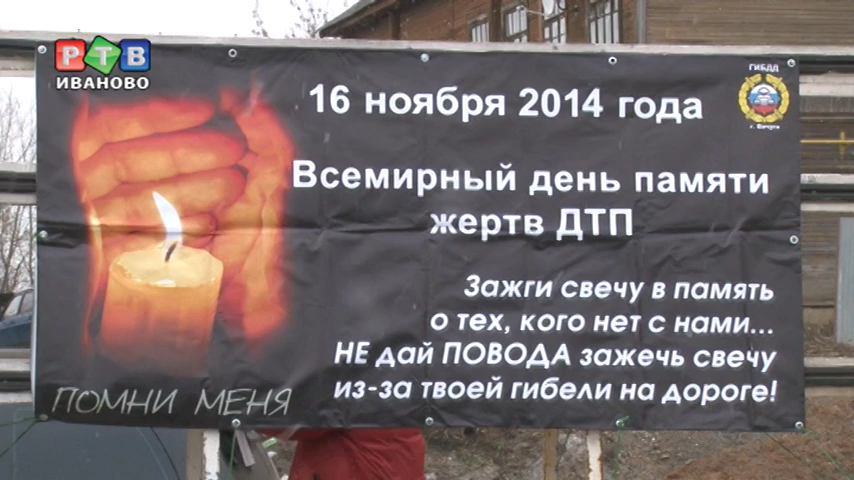 РТВ
ИВАНОВО
ГИБДД
г. Вичуга
16 ноября 2014 года
Всемирный день памяти
жертв ДТП
Зажги свечу в память
о тех, кого нет с нами...
НЕ дай ПОВОДА зажечь свечу
из-за твоей гибели на дороге!
ПОМНИ МЕНЯ